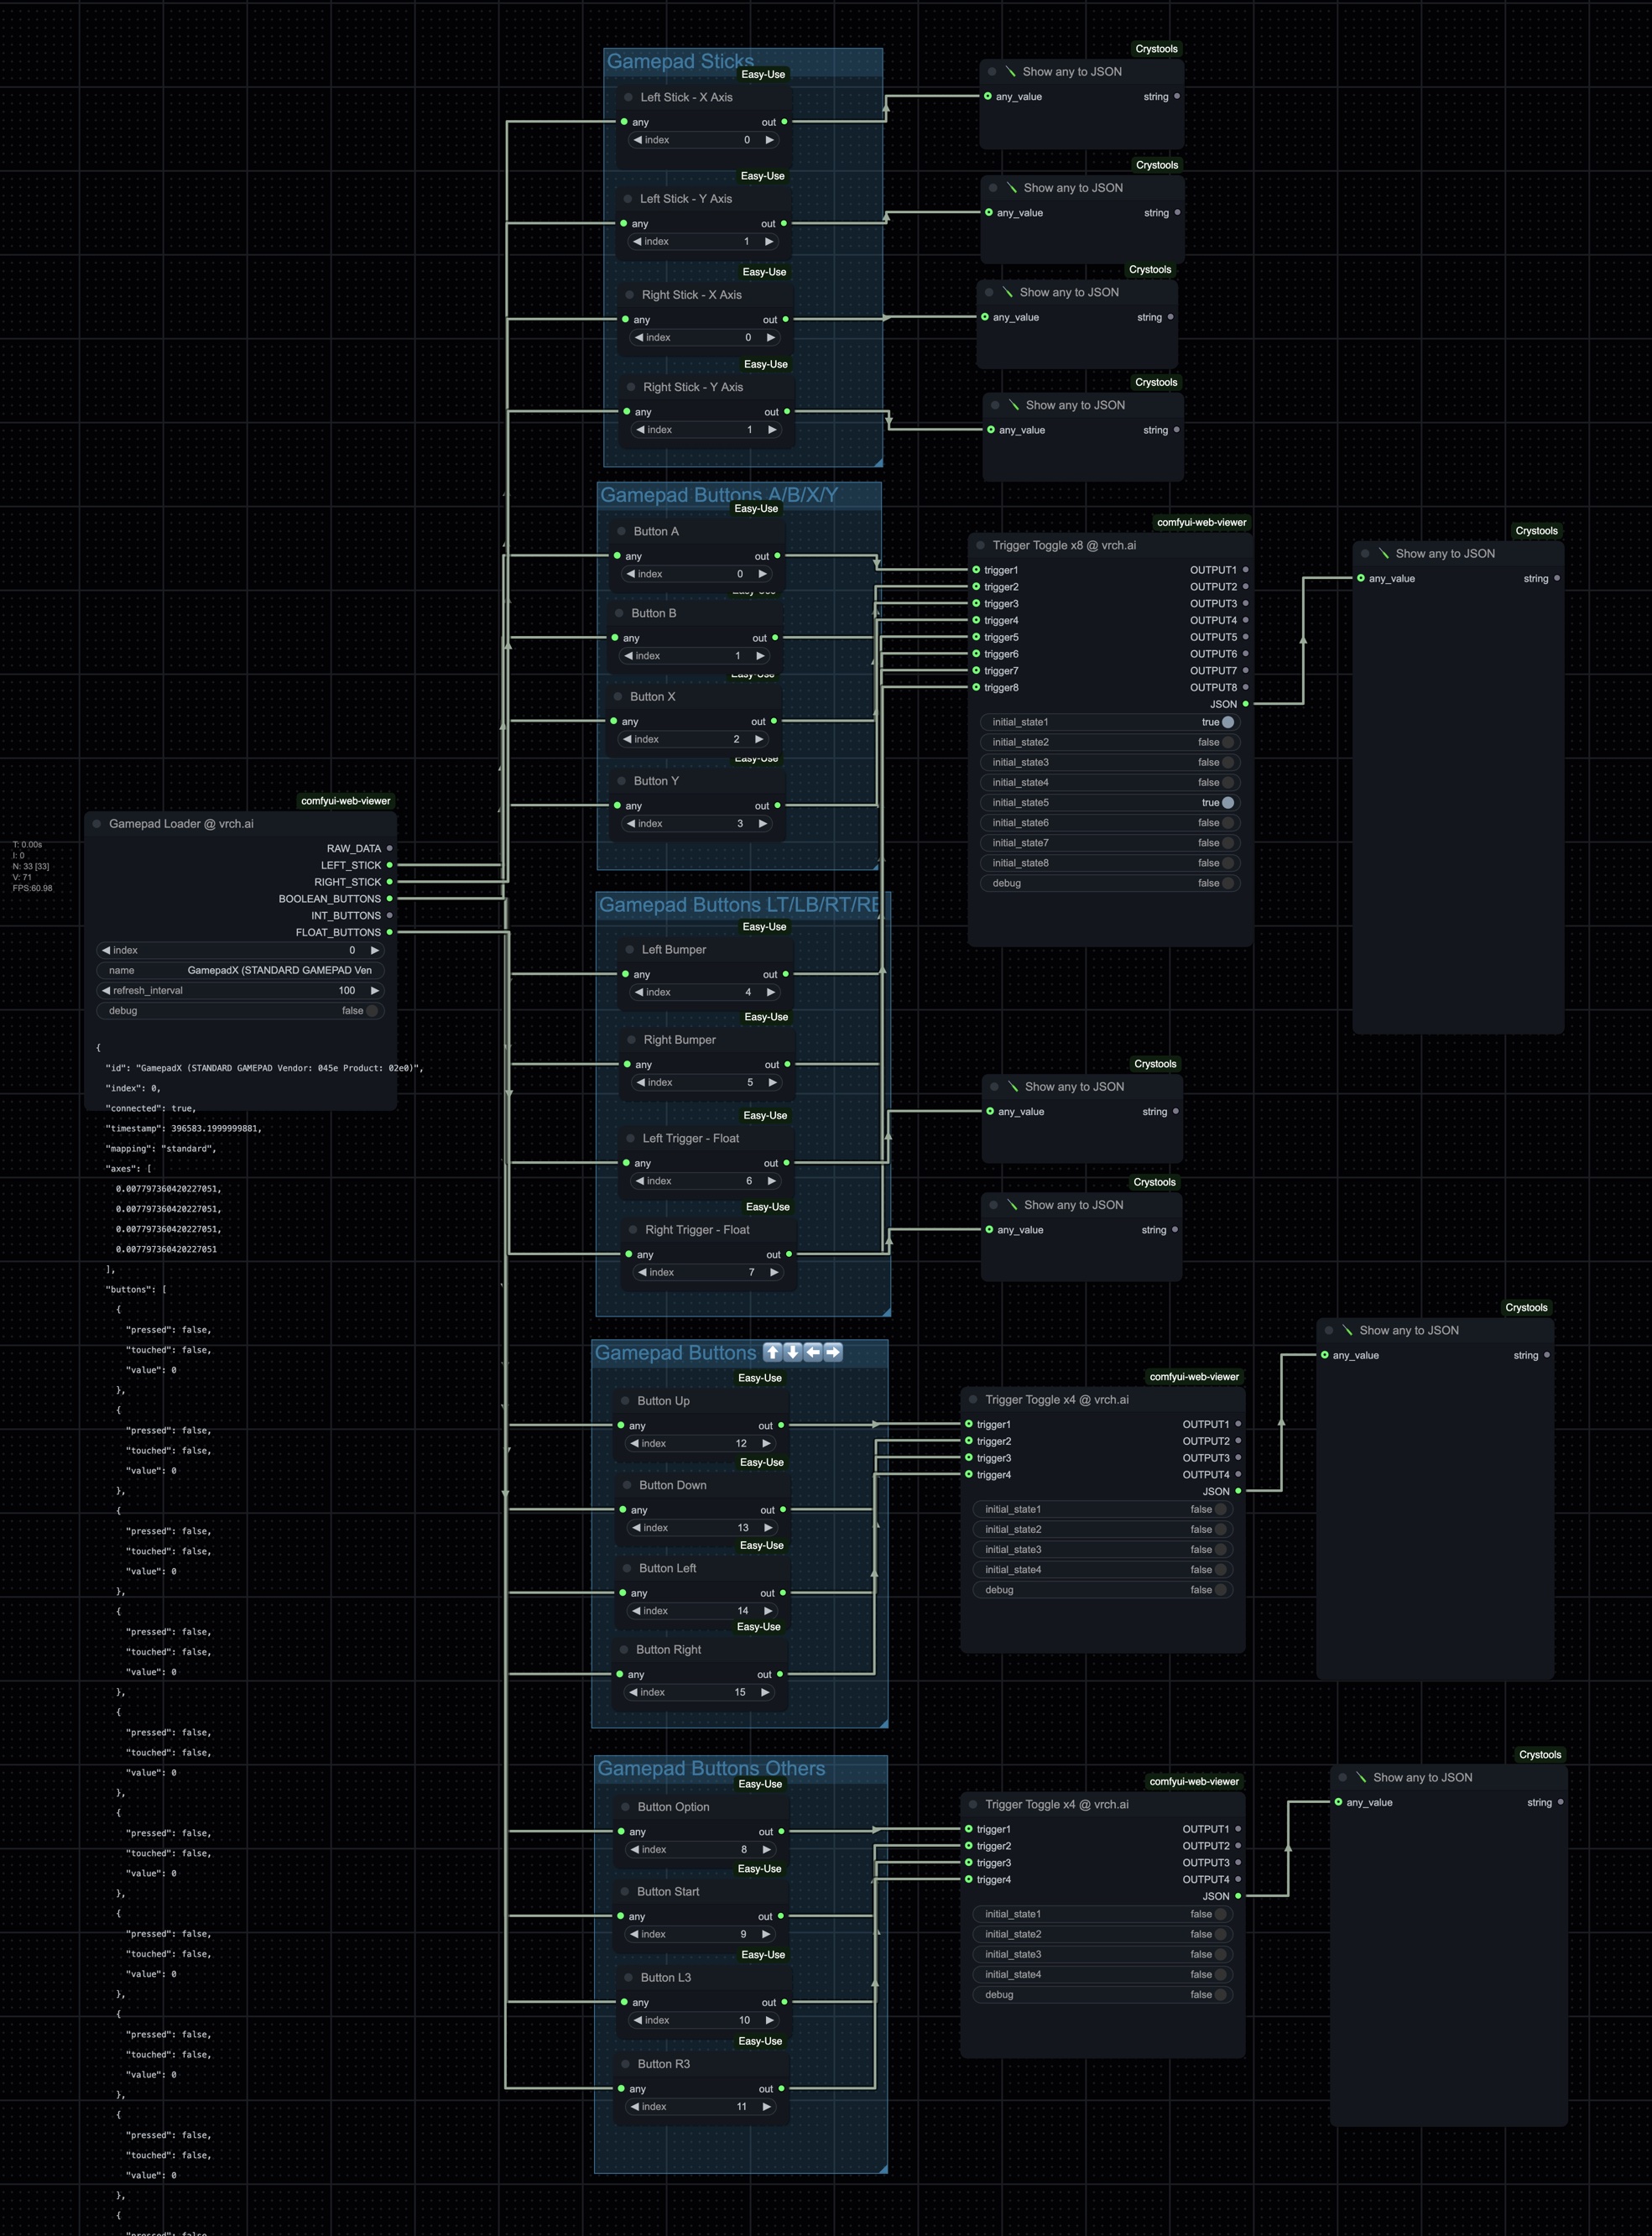 Gamepad Sticks
Easy-Use
Left Stick - X Axis
any out
index 0
Easy-Use
Left Stick - Y Axis
any out
index 1
Easy-Use
Right Stick - X Axis
any out
index 0
Easy-Use
Right Stick - Y Axis
any out
index 1
Crystools
Show any to JSON
any_value string
Crystools
Show any to JSON
any_value string
Crystools
Show any to JSON
any_value string
Crystools
Show any to JSON
any_value string
Gamepad Buttons A/B/X/Y
Easy-Use
Button A
any out
index 0
Easy-Use
Button B
any out
index 1
Easy-Use
Button X
any out
index 2
Easy-Use
Button Y
any out
index 3
comfyui-web-viewer
Trigger Toggle x8 @ vrch.ai
trigger1 OUTPUT1
trigger2 OUTPUT2
trigger3 OUTPUT3
trigger4 OUTPUT4
trigger5 OUTPUT5
trigger6 OUTPUT6
trigger7 OUTPUT7
trigger8 OUTPUT8
JSON
initial_state1 true
initial_state2 false
initial_state3 false
initial_state4 false
initial_state5 true
initial_state6 false
initial_state7 false
initial_state8 false
debug false
Crystools
Show any to JSON
any_value string
T: 0.00s
I: 0
N: 33 [33]
V: 71
FPS:60.98
comfyui-web-viewer
Gamepad Loader @ vrch.ai
RAW_DATA
LEFT_STICK
RIGHT_STICK
BOOLEAN_BUTTONS
INT_BUTTONS
FLOAT_BUTTONS
index 0
name GamepadX (STANDARD GAMEPAD Ven
refresh_interval 100
debug false
{
"id": "GamepadX (STANDARD GAMEPAD Vendor: 045e Product: 02e0)",
"index": 0,
"connected": true,
"timestamp": 396583.1999999881,
"mapping": "standard",
"axes": [
0.007797360420227051,
0.007797360420227051,
0.007797360420227051,
0.007797360420227051
],
"buttons": [
{
"pressed": false,
"touched": false,
"value": 0
},
{
"pressed": false,
"touched": false,
"value": 0
},
{
"pressed": false,
"touched": false,
"value": 0
},
{
"pressed": false,
"touched": false,
"value": 0
},
{
"pressed": false,
"touched": false,
"value": 0
},
{
"pressed": false,
"touched": false,
"value": 0
},
{
"pressed": false,
"touched": false,
"value": 0
},
{
"pressed": false,
"touched": false,
"value": 0
},
{
"pressed": false,
"touched": false,
"value": 0
},
{
"pressed": false
Gamepad Buttons LT/LB/RT/RB
Easy-Use
Left Bumper
any out
index 4
Easy-Use
Right Bumper
any out
index 5
Easy-Use
Left Trigger - Float
any out
index 6
Easy-Use
Right Trigger - Float
any out
index 7
Crystools
Show any to JSON
any_value string
Crystools
Show any to JSON
any_value string
Gamepad Buttons ⬆️⬇️⬅️➡️
Easy-Use
Button Up
any out
index 12
Easy-Use
Button Down
any out
index 13
Easy-Use
Button Left
any out
index 14
Easy-Use
Button Right
any out
index 15
comfyui-web-viewer
Trigger Toggle x4 @ vrch.ai
trigger1 OUTPUT1
trigger2 OUTPUT2
trigger3 OUTPUT3
trigger4 OUTPUT4
JSON
initial_state1 false
initial_state2 false
initial_state3 false
initial_state4 false
debug false
Crystools
Show any to JSON
any_value string
Gamepad Buttons Others
Easy-Use
Button Option
any out
index 8
Easy-Use
Button Start
any out
index 9
Easy-Use
Button L3
any out
index 10
Easy-Use
Button R3
any out
index 11
comfyui-web-viewer
Trigger Toggle x4 @ vrch.ai
trigger1 OUTPUT1
trigger2 OUTPUT2
trigger3 OUTPUT3
trigger4 OUTPUT4
JSON
initial_state1 false
initial_state2 false
initial_state3 false
initial_state4 false
debug false
Crystools
Show any to JSON
any_value string